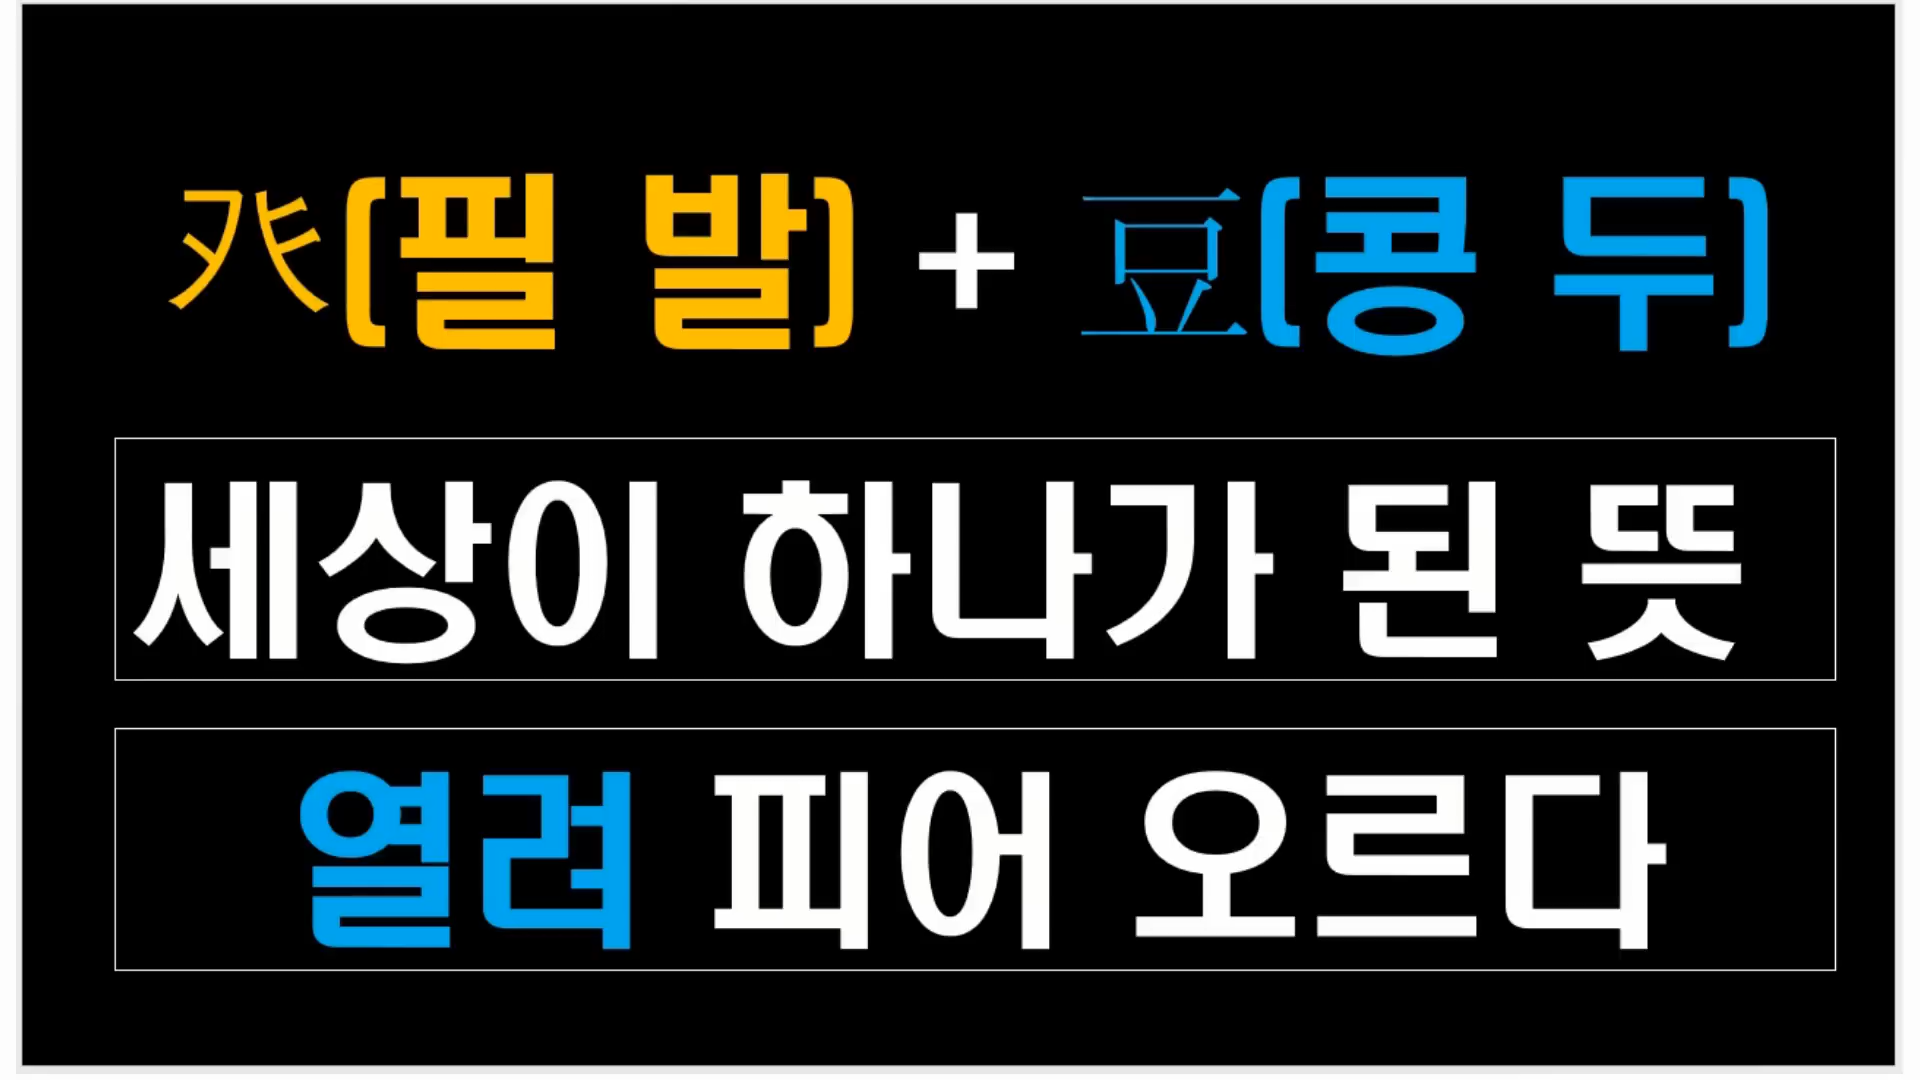 癶(필 발) + 豆(콩 두)
세상이 하나가 된 뜻
열려 피어 오르다